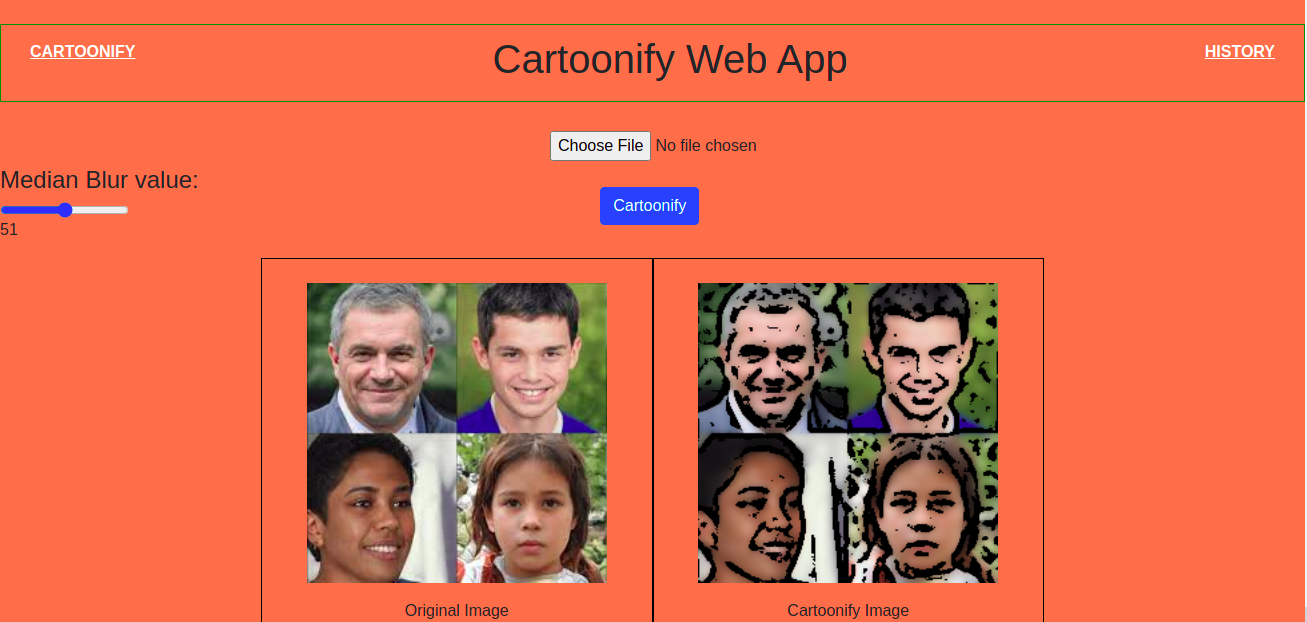 CARTOONIFY
Cartoonify Web App
HISTORY
Choose File No file chosen
Median Blur value:
51
Cartoonify
Original Image
Cartoonify Image